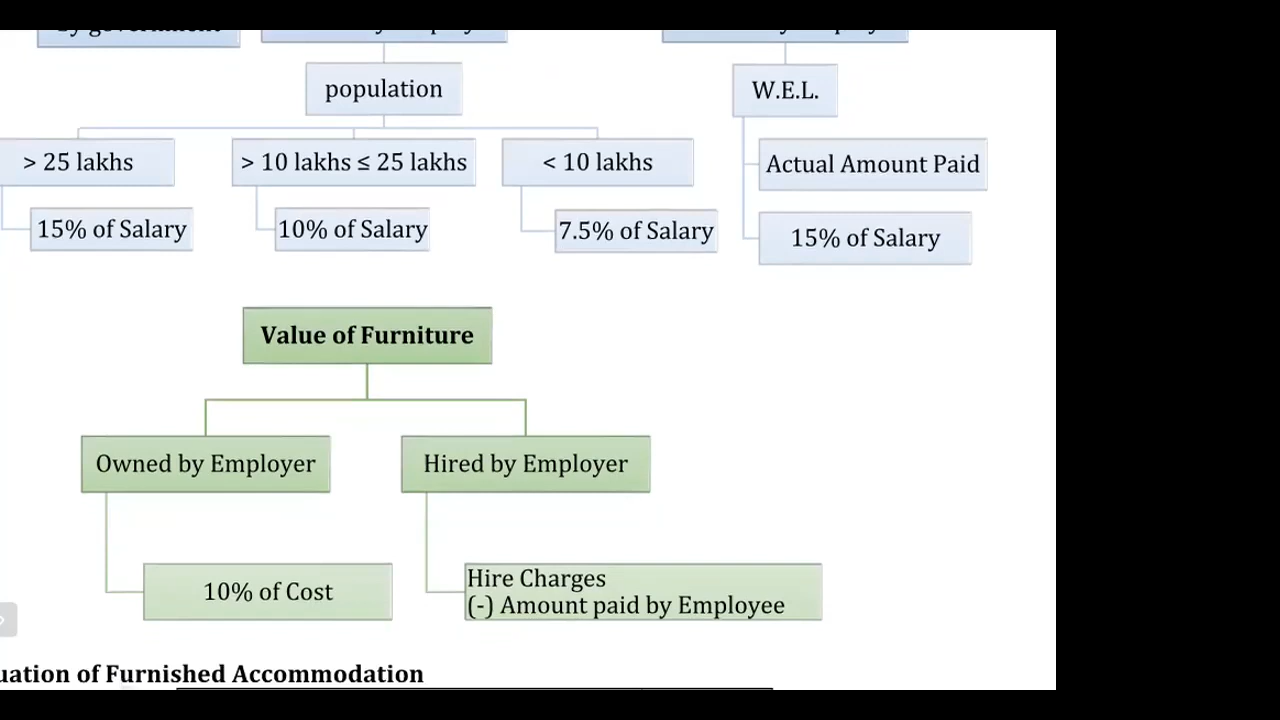 population
W.E.L.
> 25 lakhs
> 10 lakhs ≤ 25 lakhs
< 10 lakhs
Actual Amount Paid
15% of Salary
10% of Salary
7.5% of Salary
15% of Salary
Value of Furniture
Owned by Employer
Hired by Employer
10% of Cost
Hire Charges
(-) Amount paid by Employee
uation of Furnished Accommodation